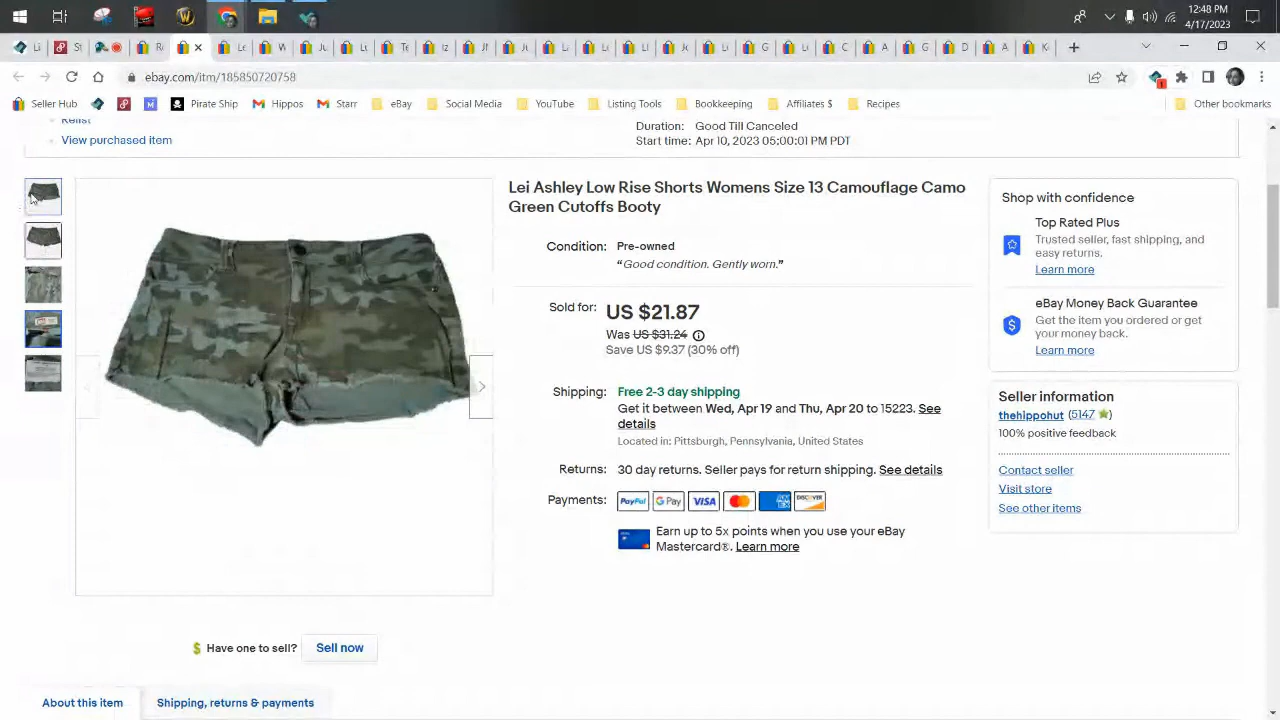 12:48 PM
4/17/2023
ebay.com/itm/185850720758
Seller Hub
Pirate Ship
Hippos
Starr
eBay
Social Media
YouTube
Listing Tools
Bookkeeping
Affiliates $
Recipes
Other bookmarks
Relist
View purchased item
Duration: Good Till Canceled
Start time: Apr 10, 2023 05:00:01 PM PDT
Lei Ashley Low Rise Shorts Womens Size 13 Camouflage Camo
Green Cutoffs Booty
Condition: Pre-owned
“Good condition. Gently worn.”
Sold for: US $21.87
Was US $31.24
Save US $9.37 (30% off)
Shipping: Free 2-3 day shipping
Get it between Wed, Apr 19 and Thu, Apr 20 to 15223. See
details
Located in: Pittsburgh, Pennsylvania, United States
Returns: 30 day returns. Seller pays for return shipping. See details
Payments: PayPal G Pay VISA DISCOVER
Earn up to 5x points when you use your eBay
Mastercard®. Learn more
Shop with confidence
Top Rated Plus
Trusted seller, fast shipping, and
easy returns.
Learn more
eBay Money Back Guarantee
Get the item you ordered or get
your money back.
Learn more
Seller information
thehippohut (5147)
100% positive feedback
Contact seller
Visit store
See other items
Have one to sell? Sell now
About this item
Shipping, returns & payments